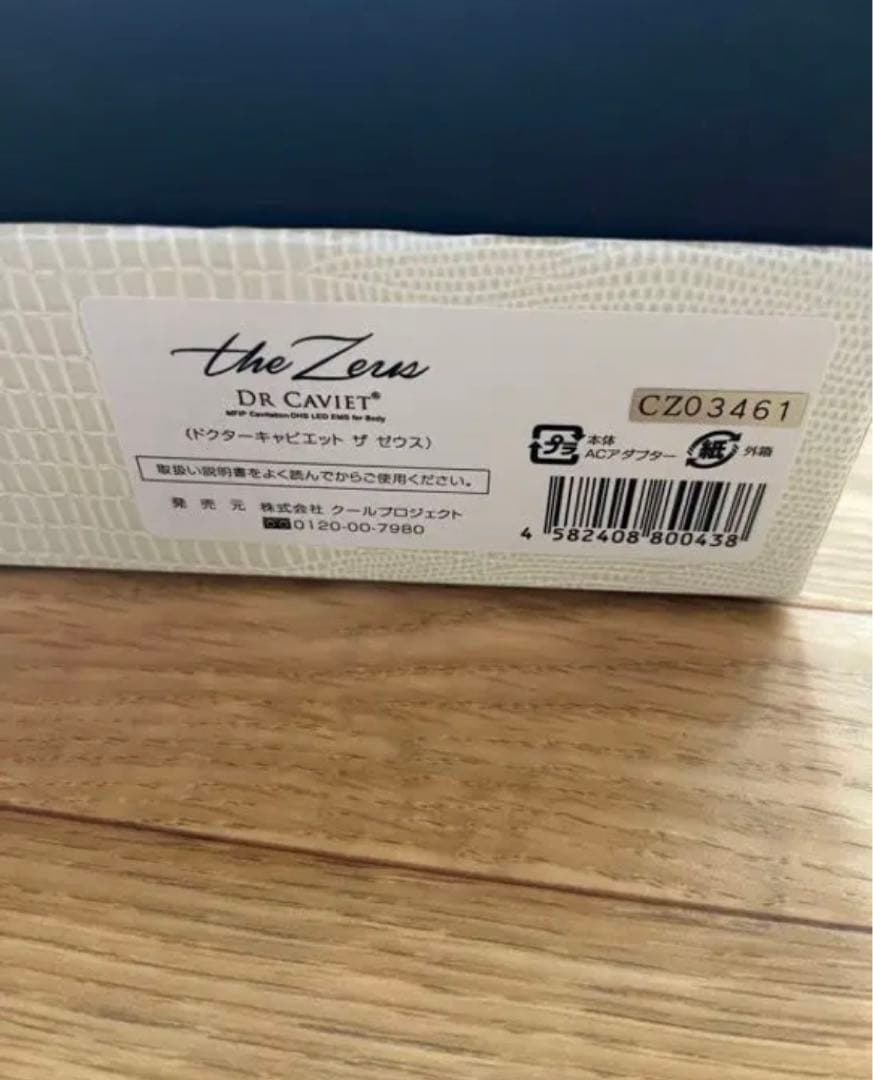 the Zeus
DR CAVIET®
MFIP Cavitation DHS LED EMS for Body
(ドクターキャビエット ザ ゼウス)
取扱い説明書をよく読んでからご使用ください。
発売元 株式会社 クールプロジェクト
0120-00-7980
CZ03461
プラ 本体
ACアダプター
紙 外箱
4 582408 800438